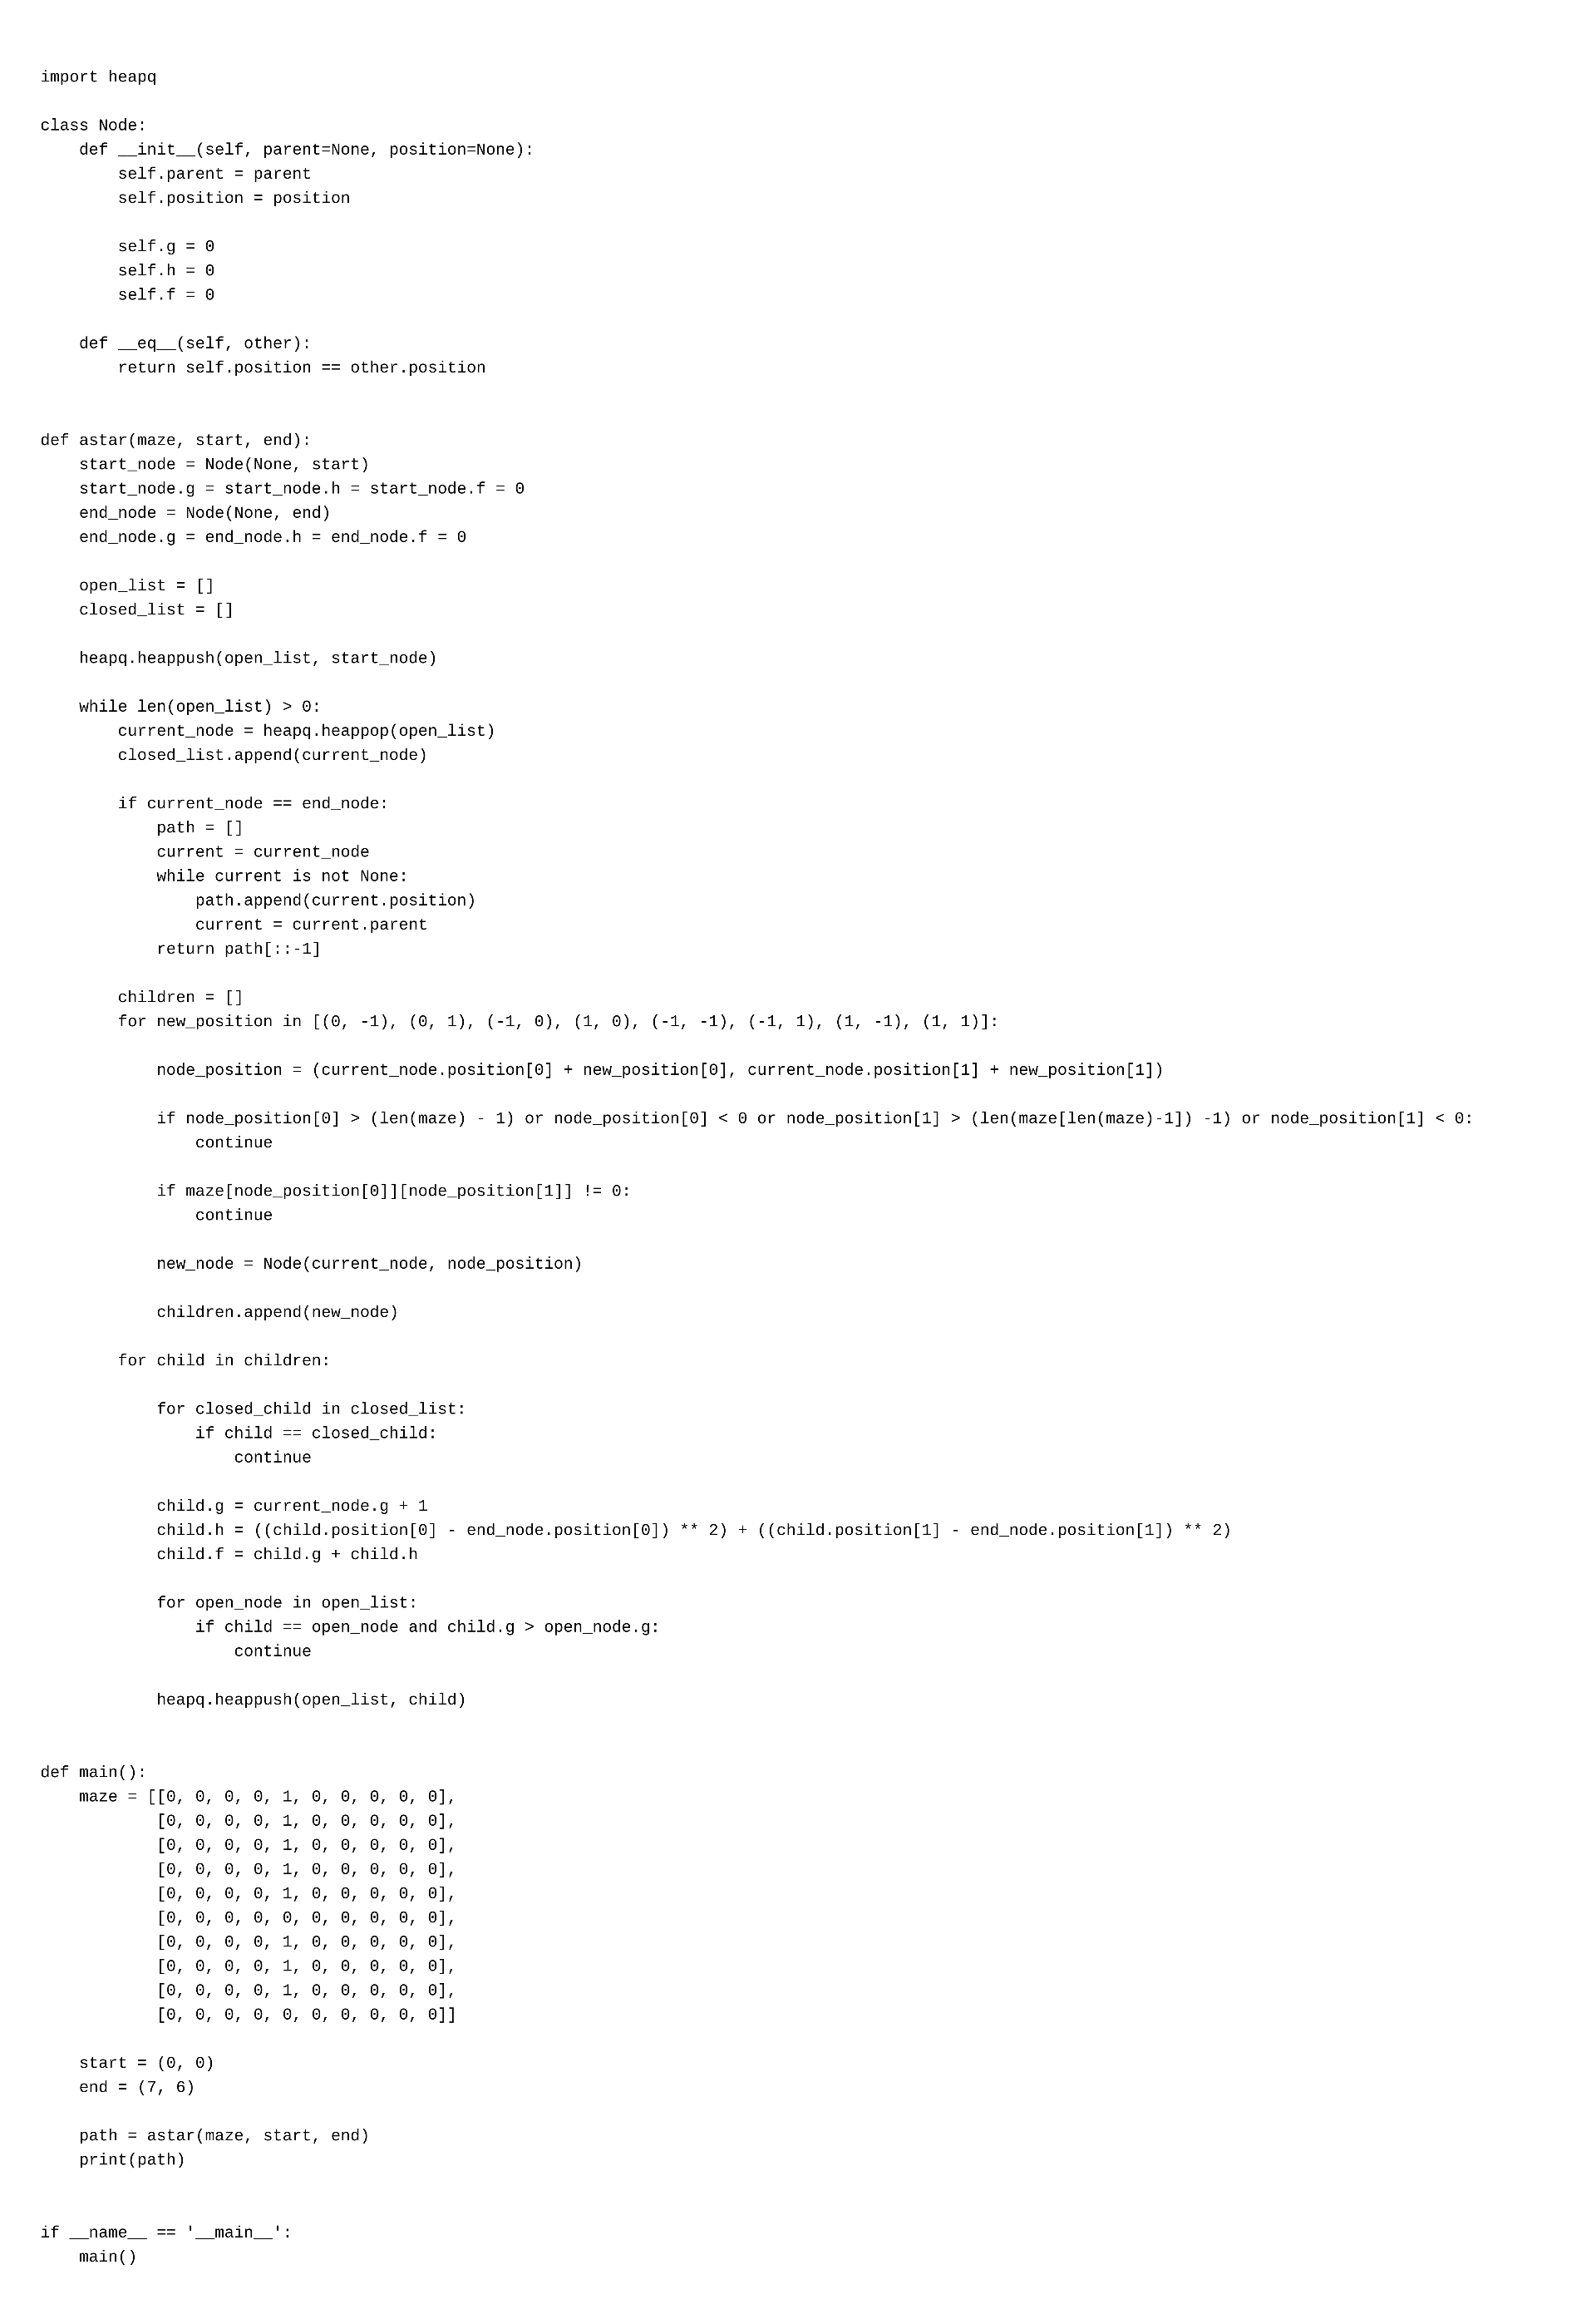 import heapq

class Node:
    def __init__(self, parent=None, position=None):
        self.parent = parent
        self.position = position

        self.g = 0
        self.h = 0
        self.f = 0

    def __eq__(self, other):
        return self.position == other.position


def astar(maze, start, end):
    start_node = Node(None, start)
    start_node.g = start_node.h = start_node.f = 0
    end_node = Node(None, end)
    end_node.g = end_node.h = end_node.f = 0

    open_list = []
    closed_list = []

    heapq.heappush(open_list, start_node)

    while len(open_list) > 0:
        current_node = heapq.heappop(open_list)
        closed_list.append(current_node)

        if current_node == end_node:
            path = []
            current = current_node
            while current is not None:
                path.append(current.position)
                current = current.parent
            return path[::-1]

        children = []
        for new_position in [(0, -1), (0, 1), (-1, 0), (1, 0), (-1, -1), (-1, 1), (1, -1), (1, 1)]:

            node_position = (current_node.position[0] + new_position[0], current_node.position[1] + new_position[1])

            if node_position[0] > (len(maze) - 1) or node_position[0] < 0 or node_position[1] > (len(maze[len(maze)-1]) -1) or node_position[1] < 0:
                continue

            if maze[node_position[0]][node_position[1]] != 0:
                continue

            new_node = Node(current_node, node_position)

            children.append(new_node)

        for child in children:

            for closed_child in closed_list:
                if child == closed_child:
                    continue

            child.g = current_node.g + 1
            child.h = ((child.position[0] - end_node.position[0]) ** 2) + ((child.position[1] - end_node.position[1]) ** 2)
            child.f = child.g + child.h

            for open_node in open_list:
                if child == open_node and child.g > open_node.g:
                    continue

            heapq.heappush(open_list, child)


def main():
    maze = [[0, 0, 0, 0, 1, 0, 0, 0, 0, 0],
            [0, 0, 0, 0, 1, 0, 0, 0, 0, 0],
            [0, 0, 0, 0, 1, 0, 0, 0, 0, 0],
            [0, 0, 0, 0, 1, 0, 0, 0, 0, 0],
            [0, 0, 0, 0, 1, 0, 0, 0, 0, 0],
            [0, 0, 0, 0, 0, 0, 0, 0, 0, 0],
            [0, 0, 0, 0, 1, 0, 0, 0, 0, 0],
            [0, 0, 0, 0, 1, 0, 0, 0, 0, 0],
            [0, 0, 0, 0, 1, 0, 0, 0, 0, 0],
            [0, 0, 0, 0, 0, 0, 0, 0, 0, 0]]

    start = (0, 0)
    end = (7, 6)

    path = astar(maze, start, end)
    print(path)


if __name__ == '__main__':
    main()